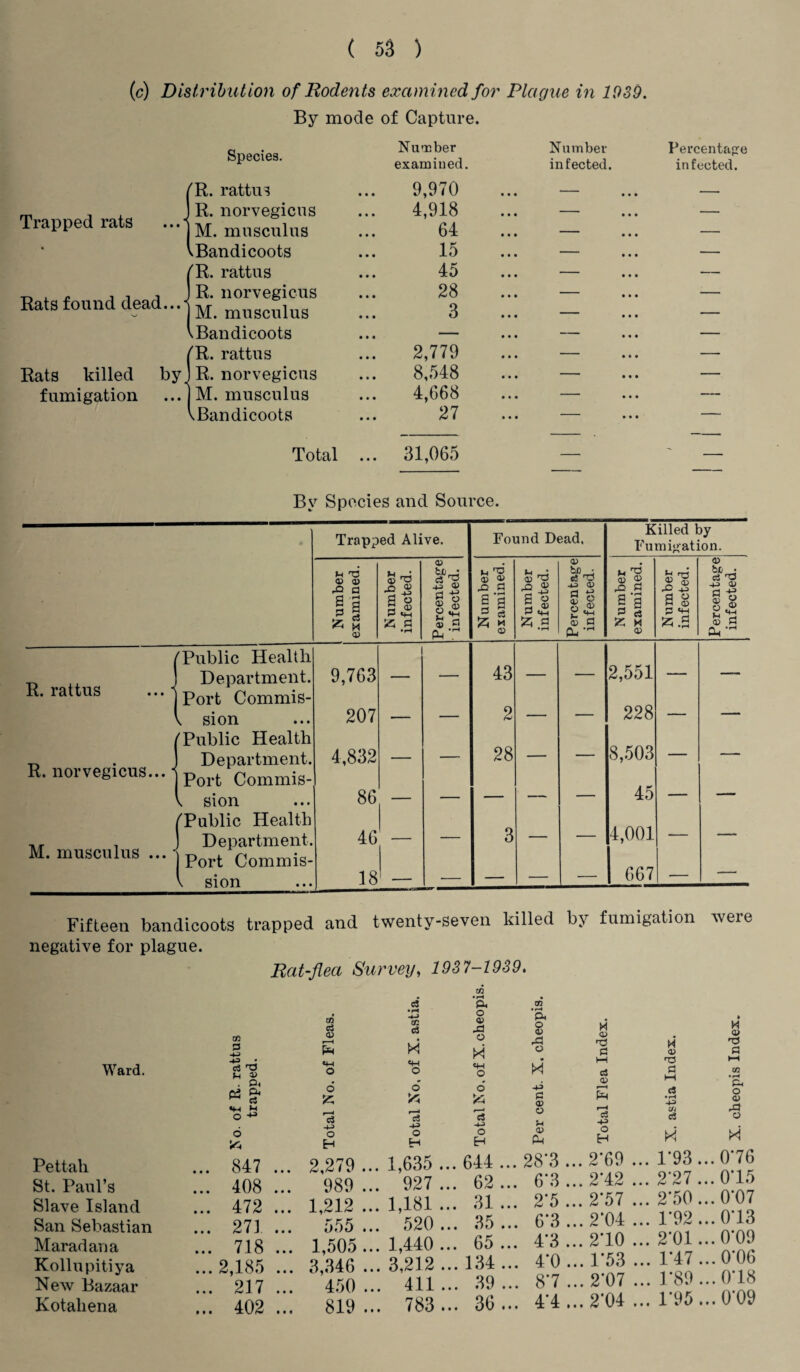 ( 53 )
(c) Distribution of Rodents examined for Plague in 1939.
By mode of Capture.
Species. Number examined. Number infected. Percentage infected.
Trapped rats ...
R. rattus ... 9,970 ... — ... —
R. norvegicus ... 4,918 ... — ... —
M. musculus ... 64 ... — ... —
Bandicoots ... 15 ... — ... —
Rats found dead...
R. rattus ... 45 ... — ... —
R. norvegicus ... 28 ... — ... —
M. musculus ... 3 ... — ... —
Bandicoots ... — ... — ... —
Rats killed by fumigation ...
R. rattus ... 2,779 ... — ... —
R. norvegicus ... 8,548 ... — ... —
M. musculus ... 4,668 ... — ... —
Bandicoots ... 27 ... — ... —
Total ... 31,065 — —
By Species and Source.
Trapped Alive. Found Dead. Killed by Fumigation.
Number examined. Number infected. Percentage infected. Number examined. Number infected. Percentage infected. Number examined. Number infected. Percentage infected.
R. rattus ...
Public Health Department. 9,763 — — 43 — — 2,551 — —
Port Commission ... 207 — — 2 — — 228 — —
R. norvegicus...
Public Health Department. 4,832 — — 28 — — 8,503 — —
Port Commission ... 86 — — — — — 45 — —
M. musculus ...
Public Health Department. 46 — — 3 — — 4,001 — —
Port Commission ... 18 — — — — — 667 — —
Fifteen bandicoots trapped and twenty-seven killed by fumigation were
negative for plague.
Rat-flea Survey, 1937-1939.
Ward. No. of R. rattus trapped. Total No. of Fleas. Total No. of X. astia. Total No. of X. cheopis. Per cent. X. cheopis. Total Flea Index. X. astia Index. X. cheopis Index.
Pettah ... 847 ... 2,279 ... 1,635 ... 644 ... 28·3 ... 2·69 ... 1·93 ... 0·76
St. Paul's ... 408 ... 989 ... 927 ... 62 ... 6·3 ... 2·42 ... 2·27 ... 0·15
Slave Island ... 472 ... 1,212 ... 1,181 ... 31 ... 2·5 ... 2·57 ... 2·50 ... 0·07
San Sebastian ... 271 ... 555 ... 520 ... 35 ... 6·3 ... 2·04 ... 1·92 ... 0·13
Maradana ... 718 ... 1,505 ... 1,440 ... 65 ... 4·3 ... 2·10 ... 2·01 ... 0·09
Kollupitiya ... 2,185 ... 3,346 ... 3,212 ... 134 ... 4·0 ... 1·53 ... 1·47 ... 0·06
New Bazaar ... 217 ... 450 ... 411 ... 39 ... 8·7 ... 2·07 ... 1·89 ... 0·18
Kotahena ... 402 ... 819 ... 783 ... 36 ... 4·4 ... 2·04 ... 1·95 ... 0·09